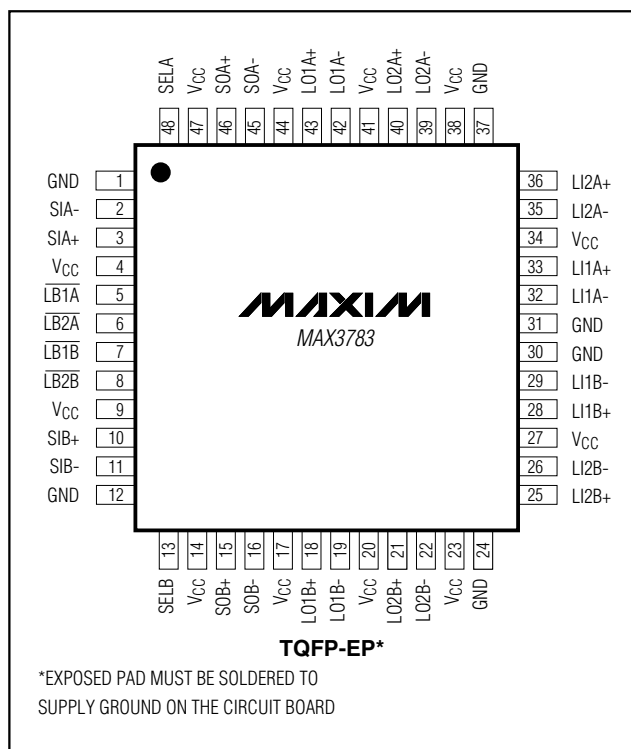 SELA VCC SOA+ SOA- VCC LO1A+ LO1A- VCC LO2A+ LO2A- VCC GND
48 47 46 45 44 43 42 41 40 39 38 37
GND 1
SIA- 2
SIA+ 3
VCC 4
LB1A 5
LB2A 6
LB1B 7
LB2B 8
VCC 9
SIB+ 10
SIB- 11
GND 12
MAXIM
MAX3783
36 LI2A+
35 LI2A-
34 VCC
33 LI1A+
32 LI1A-
31 GND
30 GND
29 LI1B-
28 LI1B+
27 VCC
26 LI2B-
25 LI2B+
13 14 15 16 17 18 19 20 21 22 23 24
SELB VCC SOB+ SOB- VCC LO1B+ LO1B- VCC LO2B+ LO2B- VCC GND
TQFP-EP*
*EXPOSED PAD MUST BE SOLDERED TO
SUPPLY GROUND ON THE CIRCUIT BOARD